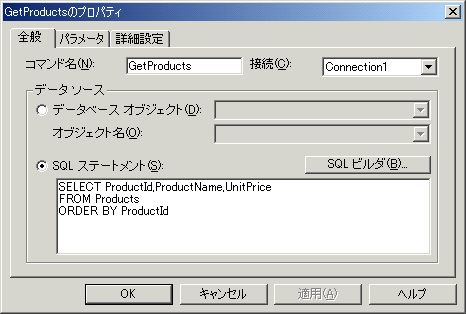 GetProductsのプロパティ
全般 パラメータ 詳細設定
コマンド名(N): GetProducts 接続(C): Connection1
データ ソース
データベース オブジェクト(D):
オブジェクト名(O):
SQL ステートメント(S): SQL ビルダ(B)...
SELECT ProductId,ProductName,UnitPrice
FROM Products
ORDER BY ProductId
OK キャンセル 適用(A) ヘルプ